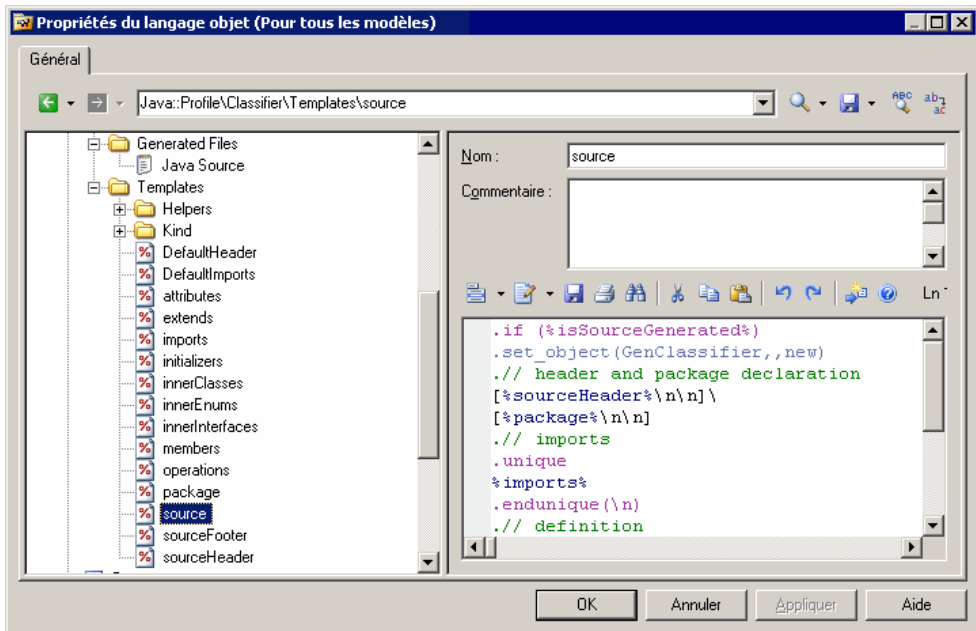 Propriétés du langage objet (Pour tous les modèles)
Général
Java::Profile\Classifier\Templates\source
ABC
ab
ac
Generated Files
Java Source
Templates
Helpers
Kind
DefaultHeader
DefaultImports
attributes
extends
imports
initializers
innerClasses
innerEnums
innerInterfaces
members
operations
package
source
sourceFooter
sourceHeader
Nom :
source
Commentaire :
Ln
.if (%isSourceGenerated%)
.set_object(GenClassifier,,new)
.// header and package declaration
[%sourceHeader%\n\n]\
[%package%\n\n]
.// imports
.unique
%imports%
.endunique(\n)
.// definition
OK
Annuler
Appliquer
Aide